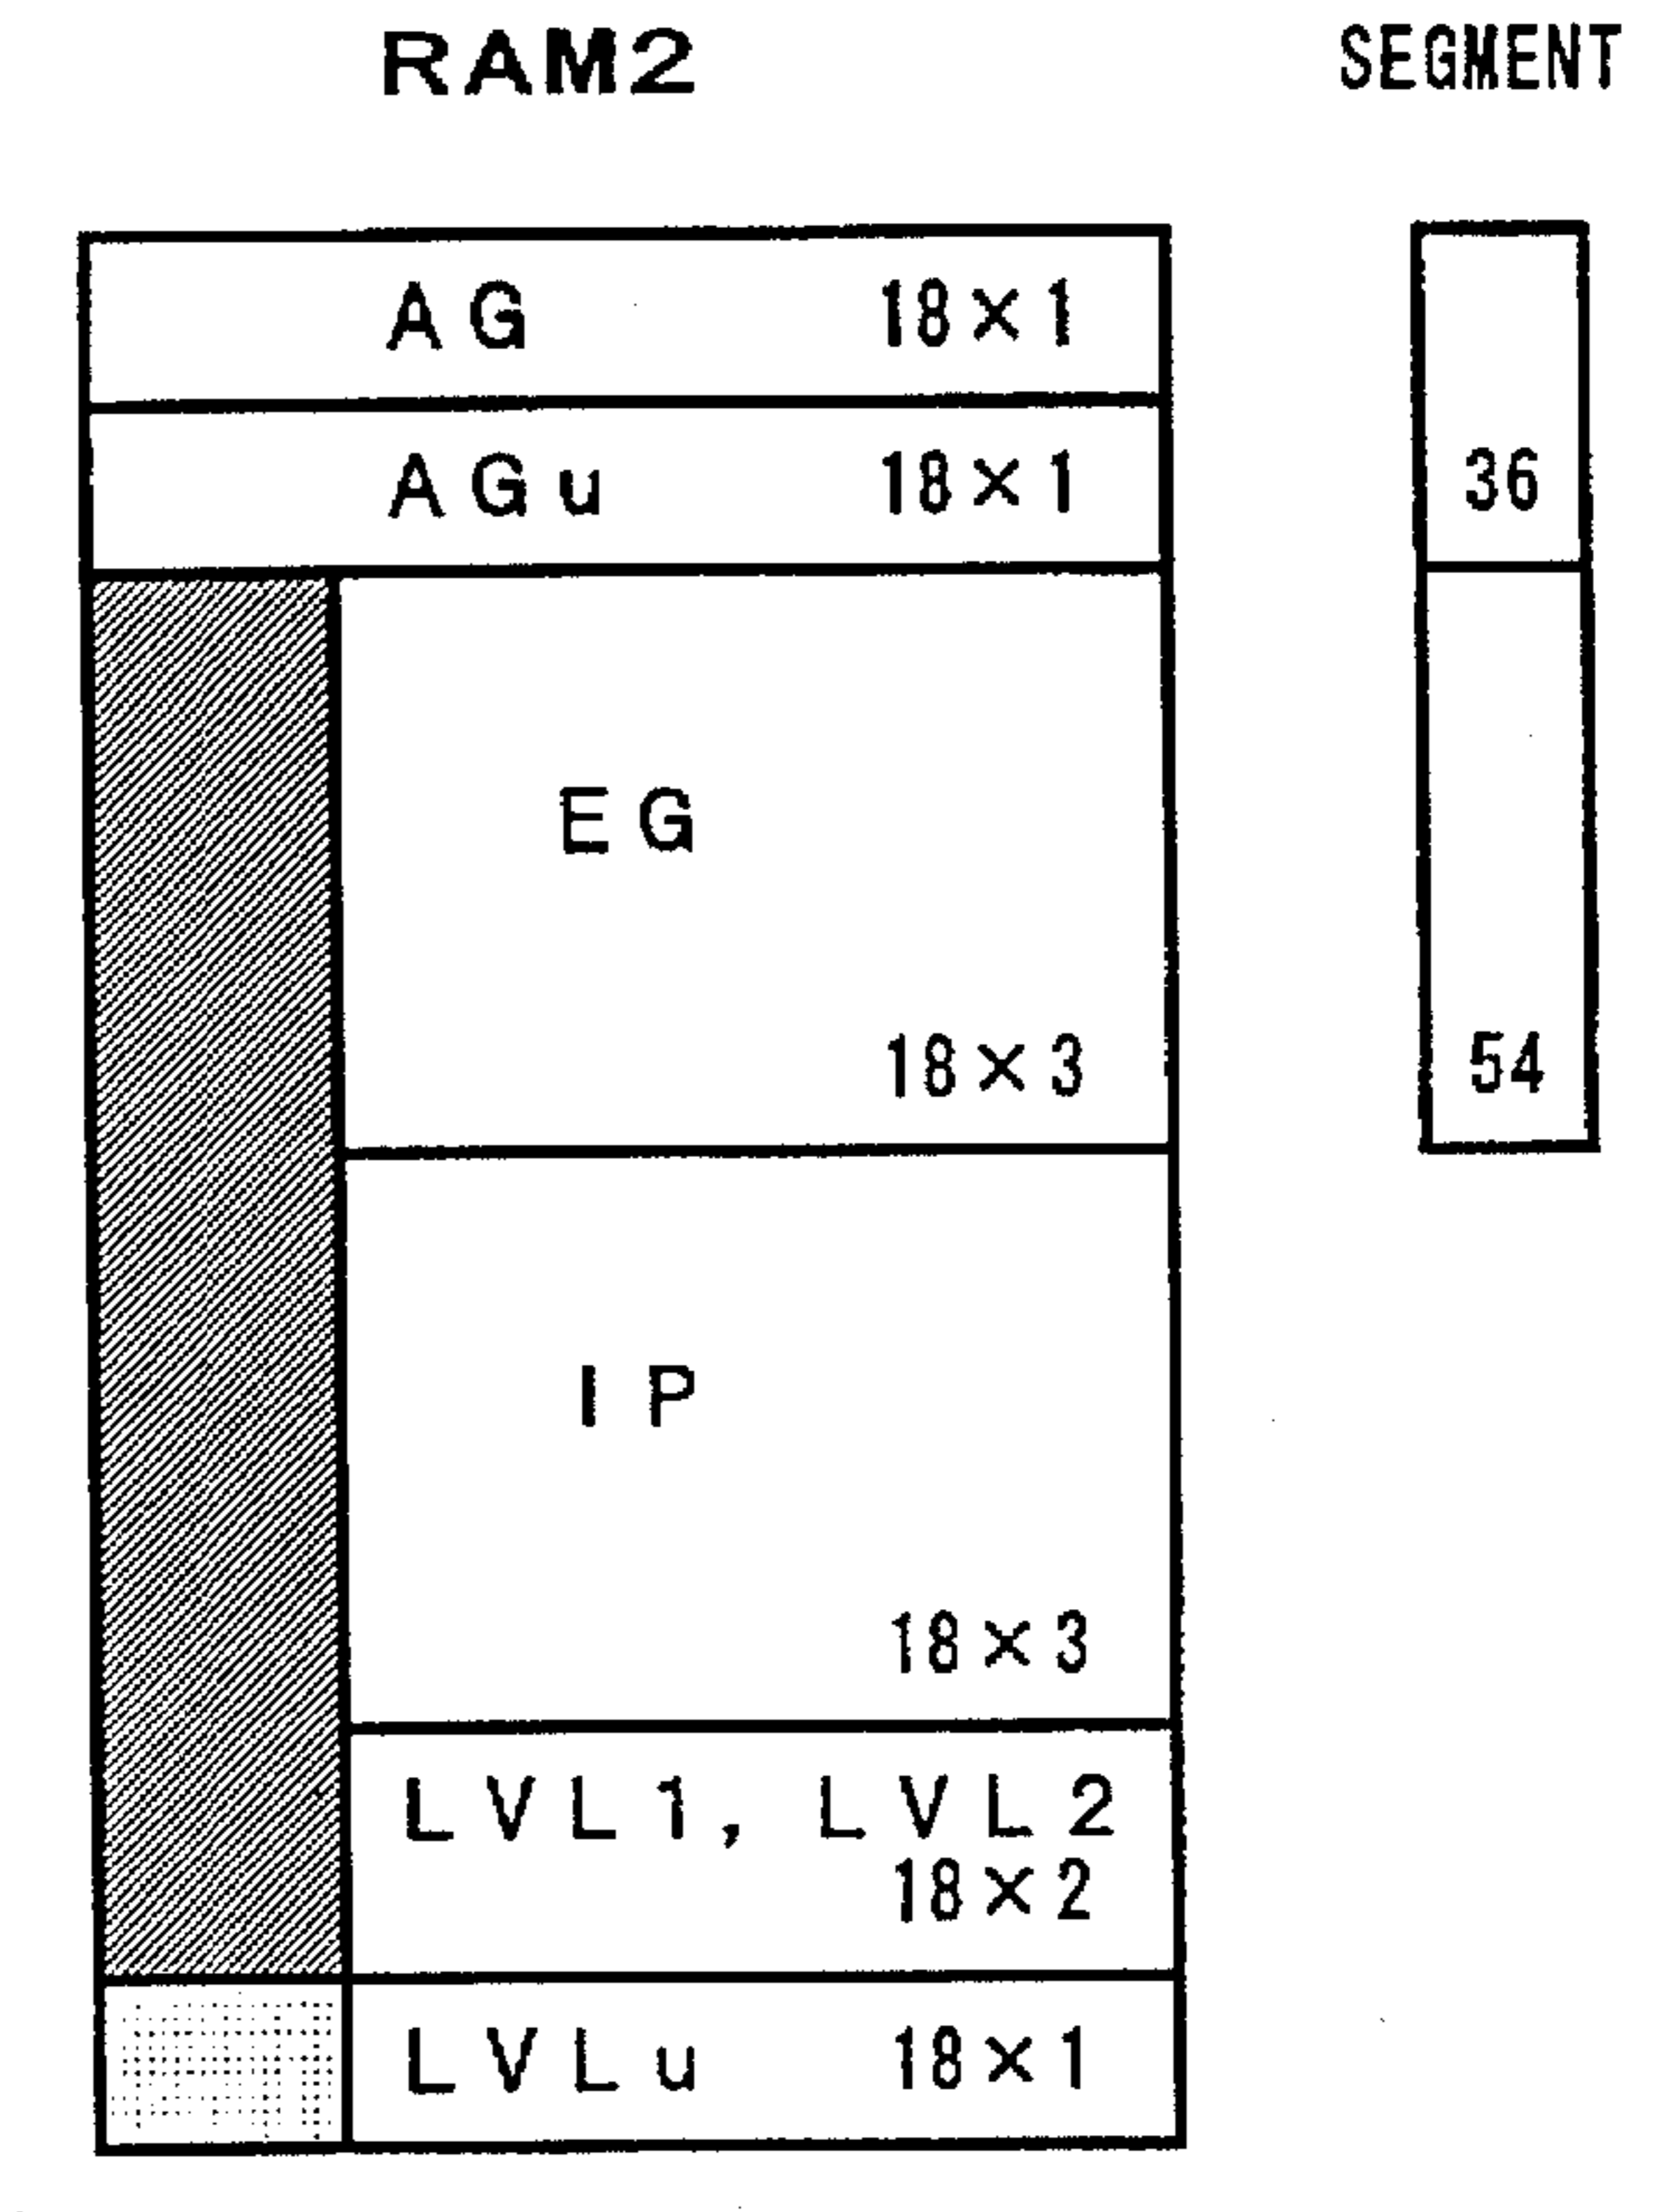 RAM2 SEGMENT
AG 18×1
AGu 18×1
36
EG
18×3
54
IP
18×3
LVL1, LVL2
18×2
LVLu 18×1